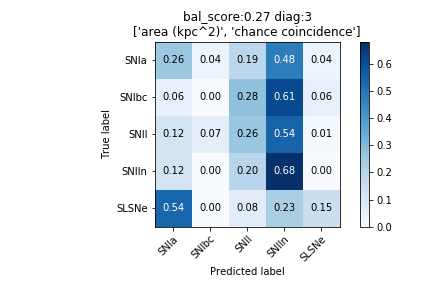 bal_score:0.27 diag:3
['area (kpc^2)', 'chance coincidence']
True label
SNIa 0.26 0.04 0.19 0.48 0.04
SNIbc 0.06 0.00 0.28 0.61 0.06
SNII 0.12 0.07 0.26 0.54 0.01
SNIIn 0.12 0.00 0.20 0.68 0.00
SLSNe 0.54 0.00 0.08 0.23 0.15
SNIa SNIbc SNII SNIIn SLSNe
Predicted label
0.6
0.5
0.4
0.3
0.2
0.1
0.0